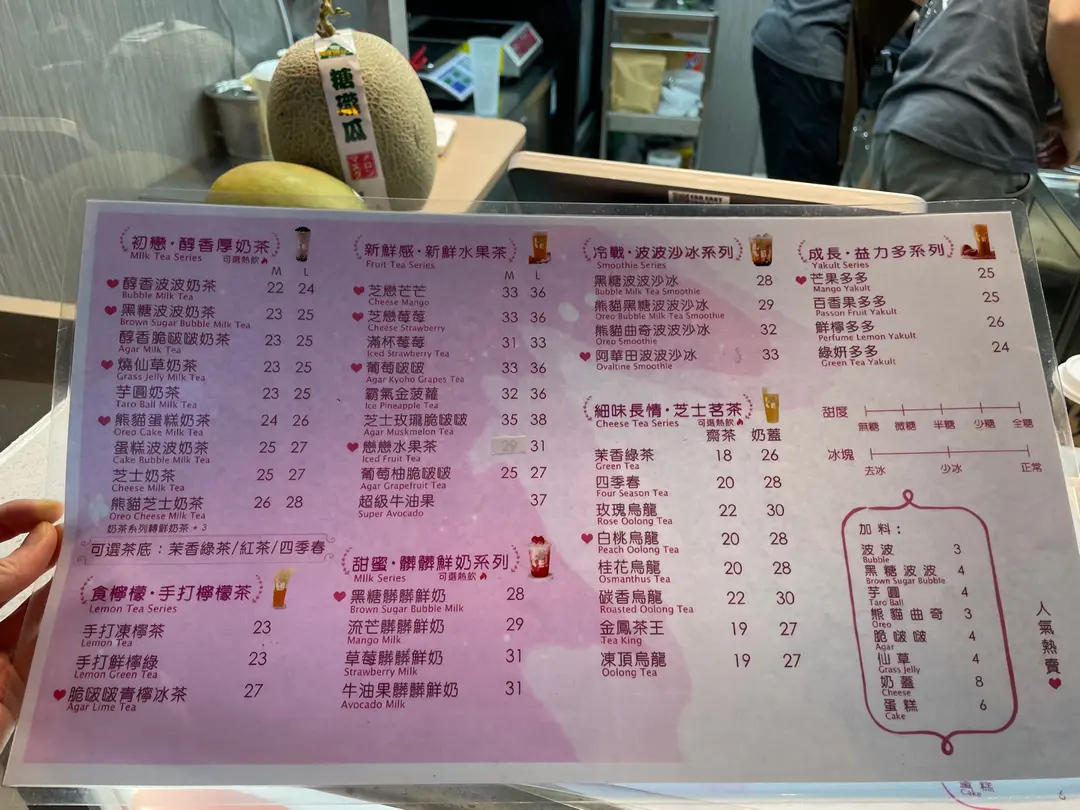 糖瓜
メロン
マスク
初戀·醇香厚奶茶
Milk Tea Series 可選熱飲
M L
醇香波波奶茶 22 24
Bubble Milk Tea
黑糖波波奶茶 23 25
Brown Sugar Bubble Milk Tea
醇香脆啵啵奶茶 23 25
Agar Milk Tea
燒仙草奶茶 23 25
Grass Jelly Milk Tea
芋圓奶茶 23 25
Taro Ball Milk Tea
熊貓蛋糕奶茶 24 26
Oreo Cake Milk Tea
蛋糕波波奶茶 25 27
Cake Bubble Milk Tea
芝士奶茶 25 27
Cheese Milk Tea
熊貓芝士奶茶 26 28
Oreo Cheese Milk Tea
奶茶系列轉鮮奶茶 + 3
可選茶底：茉香綠茶/紅茶/四季春
食檸檬·手打檸檬茶
Lemon Tea Series
手打凍檸茶 23
Lemon Tea
手打鮮檸綠 23
Lemon Green Tea
脆啵啵青檸冰茶 27
Agar Lime Tea
新鮮感·新鮮水果茶
Fruit Tea Series
M L
芝戀芒芒 33 36
Cheese Mango
芝戀莓莓 33 36
Cheese Strawberry
滿杯莓莓 31 33
Iced Strawberry Tea
葡萄啵啵 33 36
Agar Kyoho Grapes Tea
霸氣金菠蘿 32 36
Ice Pineapple Tea
芝士玫瓏脆啵啵 35 38
Agar Muskmelon Tea
戀戀水果茶 29 31
Iced Fruit Tea
葡萄柚脆啵啵 25 27
Agar Grapefruit Tea
超級牛油果 37
Super Avocado
甜蜜·髒髒鮮奶系列
Milk Series 可選熱飲
黑糖髒髒鮮奶 28
Brown Sugar Bubble Milk
流芒髒髒鮮奶 29
Mango Milk
草莓髒髒鮮奶 31
Strawberry Milk
牛油果髒髒鮮奶 31
Avocado Milk
冷戰·波波沙冰系列
Smoothie Series
黑糖波波沙冰 28
Bubble Milk Tea Smoothie
熊貓黑糖波波沙冰 29
Oreo Bubble Milk Tea Smoothie
熊貓曲奇波波沙冰 32
Oreo Smoothie
阿華田波波沙冰 33
Ovaltine Smoothie
細味長情·芝士茗茶
Cheese Tea Series 可選熱飲
齋茶 奶蓋
茉香綠茶 18 26
Green Tea
四季春 20 28
Four Season Tea
玫瑰烏龍 22 30
Rose Oolong Tea
白桃烏龍 20 28
Peach Oolong Tea
桂花烏龍 20 28
Osmanthus Tea
碳香烏龍 22 30
Roasted Oolong Tea
金鳳茶王 19 27
Tea King
凍頂烏龍 19 27
Oolong Tea
成長·益力多系列
Yakult Series
芒果多多 25
Mango Yakult
百香果多多 25
Passon Fruit Yakult
鮮檸多多 26
Perfume Lemon Yakult
綠妍多多 24
Green Tea Yakult
甜度
無糖 微糖 半糖 少糖 全糖
冰塊
去冰 少冰 正常
加料：
波波 3
Bubble
黑糖波波 4
Brown Sugar Bubble
芋圓 4
Taro Ball
熊貓曲奇 3
Oreo
脆啵啵 4
Agar
仙草 4
Grass Jelly
奶蓋 8
Cheese
蛋糕 6
Cake
人氣熱賣
蛋糕 6
Cake